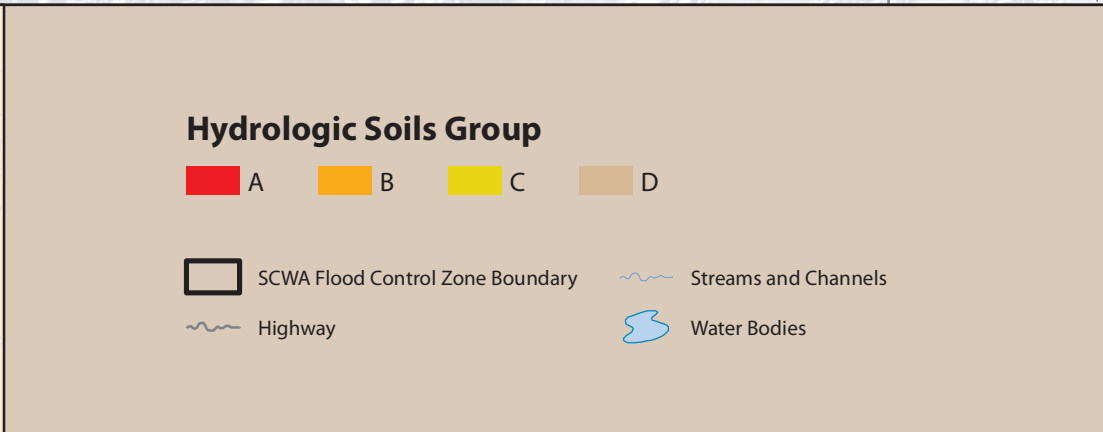 Hydrologic Soils Group
A B C D
SCWA Flood Control Zone Boundary Streams and Channels
Highway Water Bodies